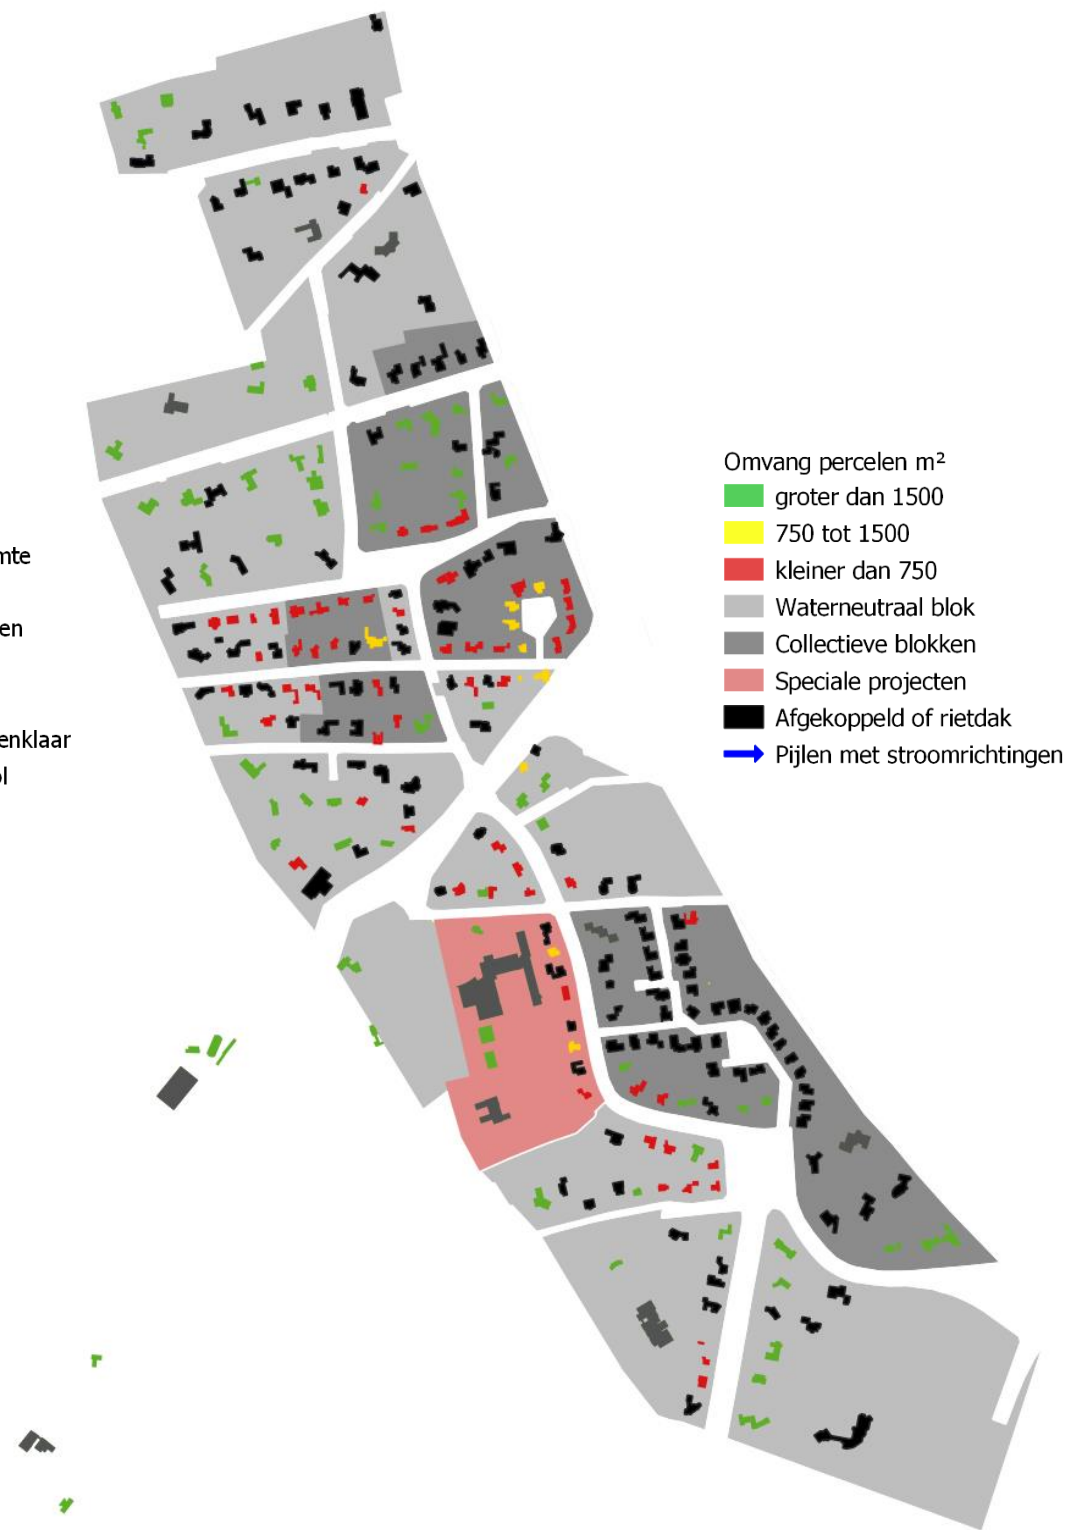 Omvang percelen m²
groter dan 1500
750 tot 1500
kleiner dan 750
Waterneutraal blok
Collectieve blokken
Speciale projecten
Afgekoppeld of rietdak
Pijlen met stroomrichtingen